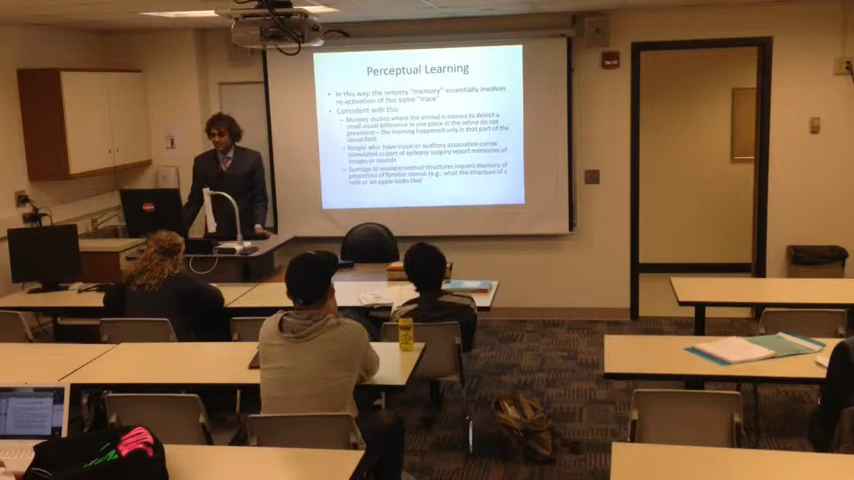 Perceptual Learning
• In this way, the sensory "memory" essentially involves
re-activation of this same "trace"
• Consistent with this:
– Monkey studies where the animal is trained to detect a
small visual difference in one place in the retina do not
generalize – the learning happened only in that part of the
visual field
– People who have visual or auditory association cortex
stimulated as part of epilepsy surgery report memories of
images or sounds
– Damage to sensoperceptual structures impairs memory of
properties of familiar stimuli (e.g., what the structure of a
sofa or an apple looks like)